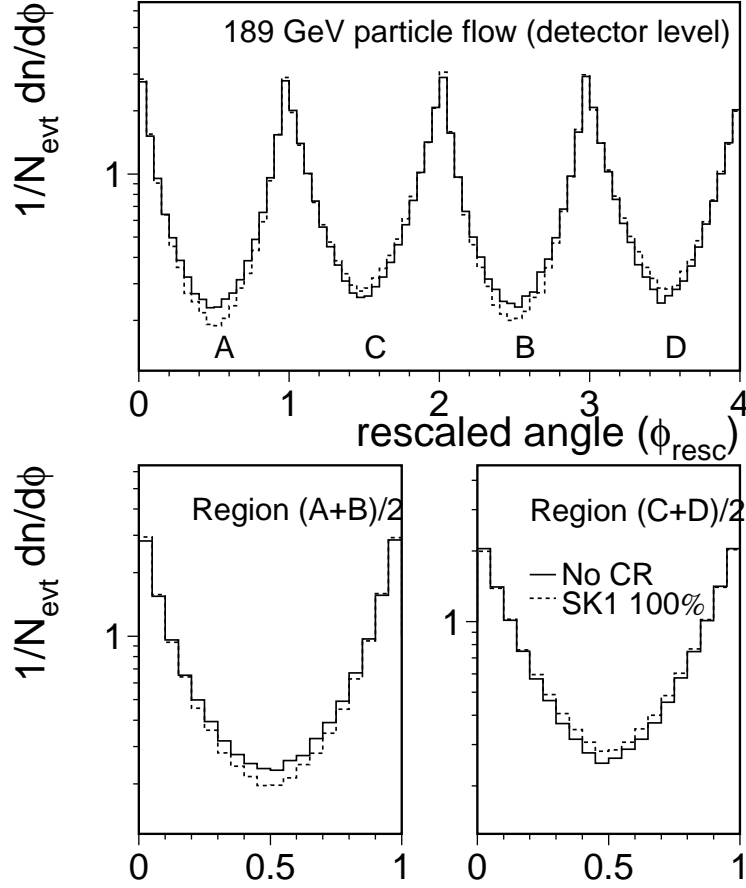 189 GeV particle flow (detector level)
1/N_evt dn/dϕ
1
A C B D
0 1 2 3 4
rescaled angle (ϕ_resc)
Region (A+B)/2
1/N_evt dn/dϕ
1
0 0.5 1
Region (C+D)/2
No CR
SK1 100%
1
0 0.5 1